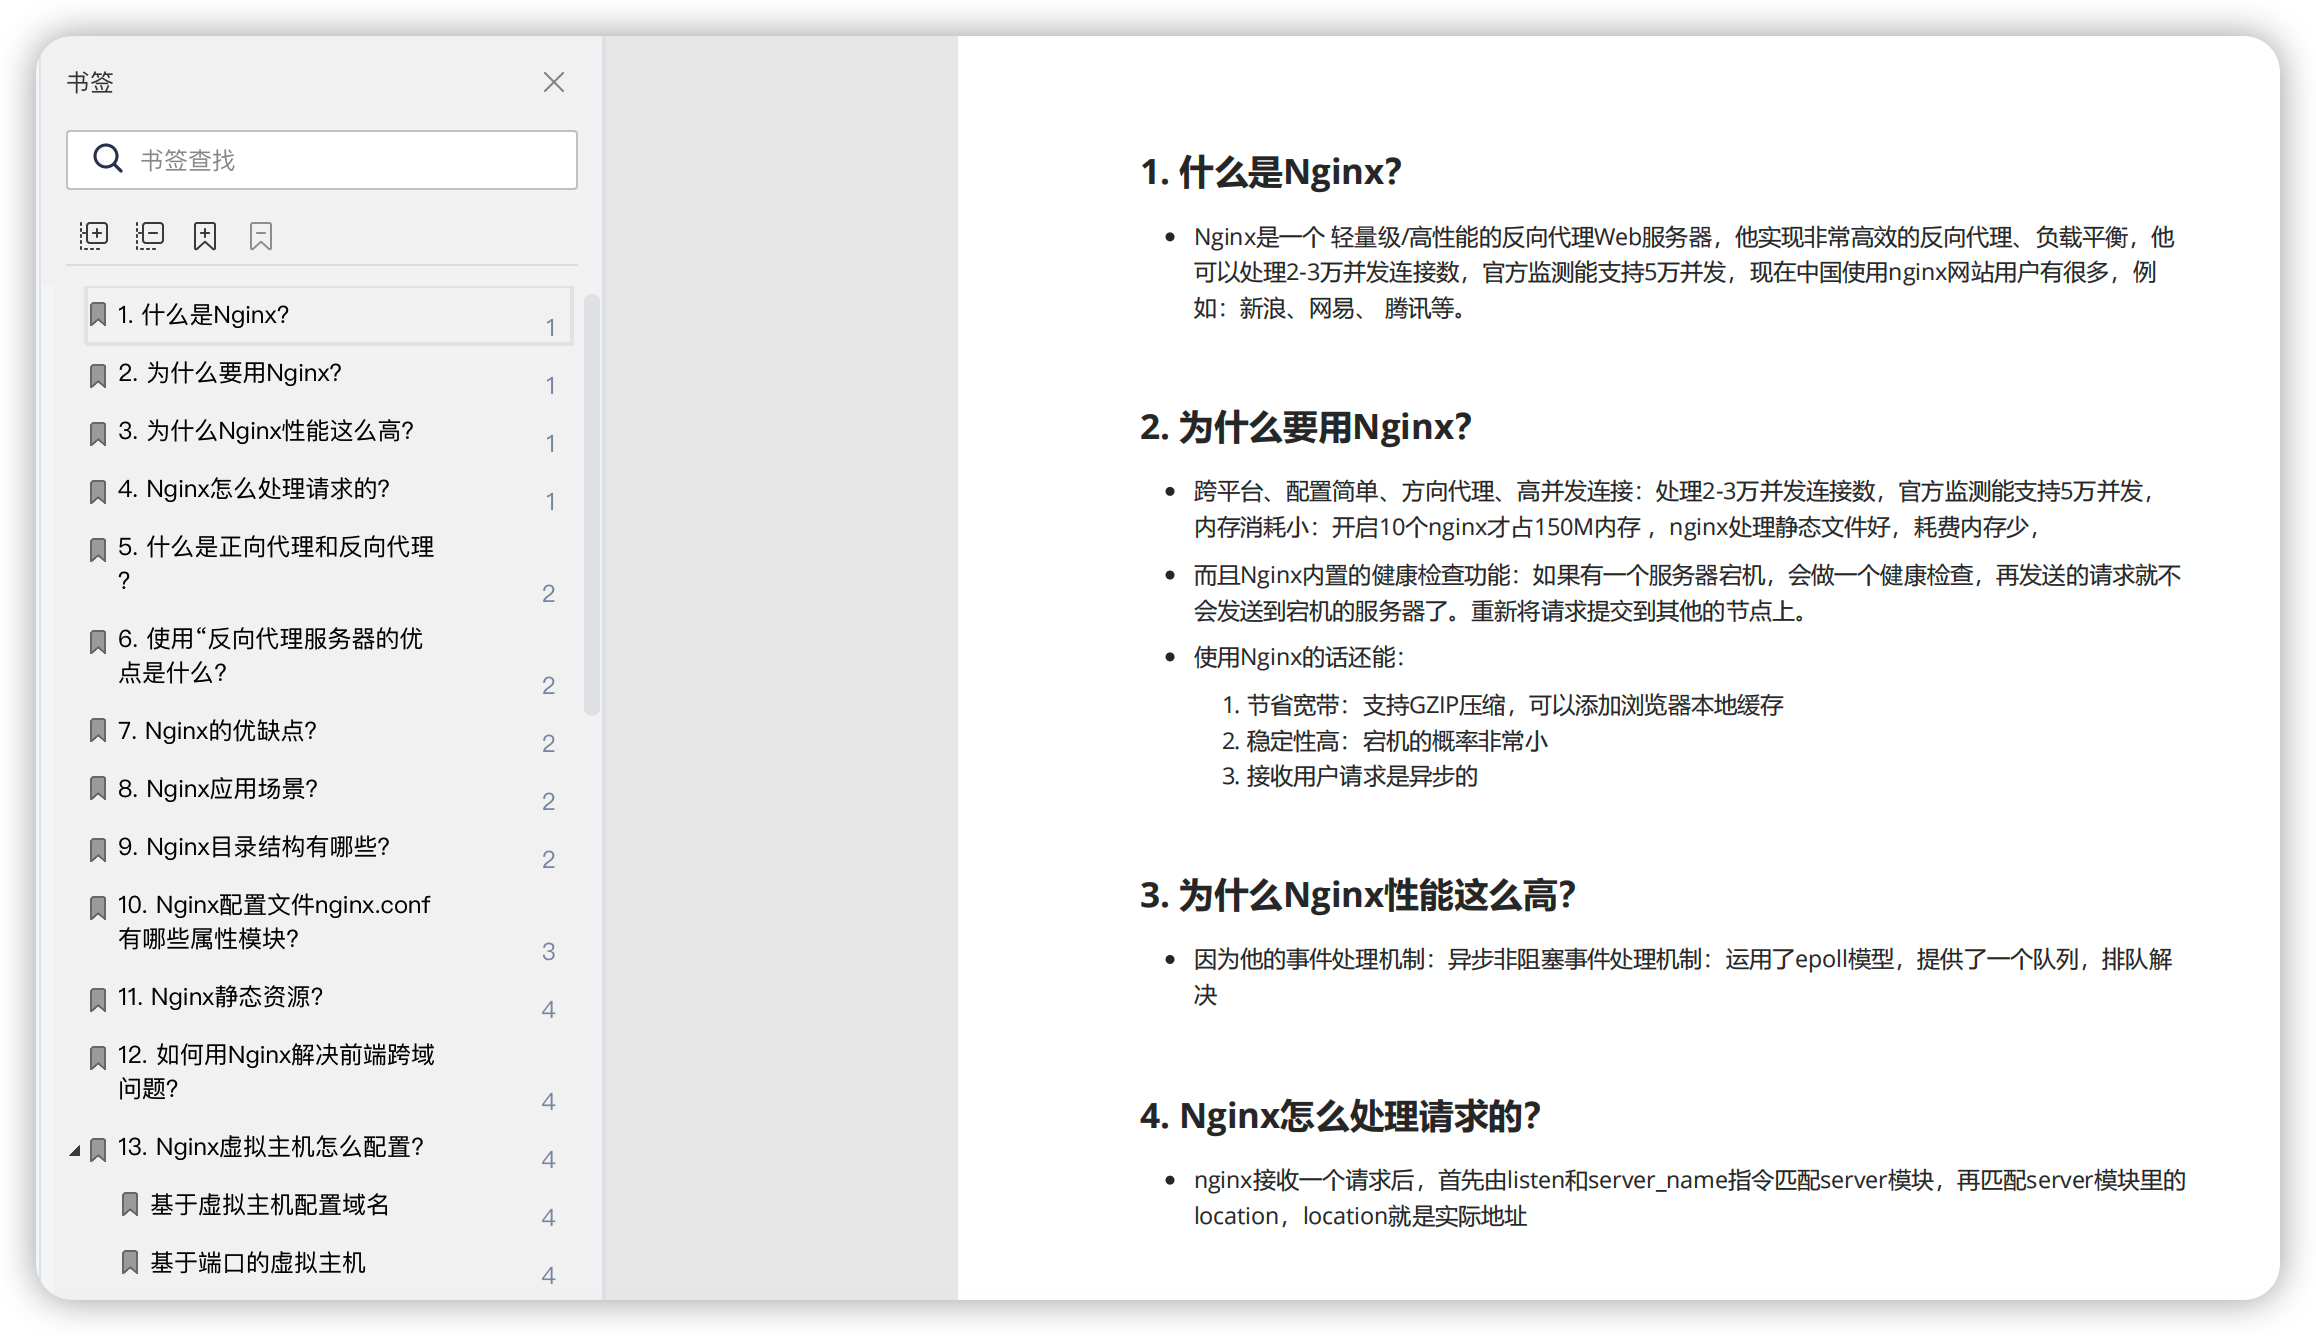 书签
书签查找
1. 什么是Nginx?
1
2. 为什么要用Nginx?
1
3. 为什么Nginx性能这么高?
1
4. Nginx怎么处理请求的?
1
5. 什么是正向代理和反向代理
?
2
6. 使用“反向代理服务器的优
点是什么?
2
7. Nginx的优缺点?
2
8. Nginx应用场景?
2
9. Nginx目录结构有哪些?
2
10. Nginx配置文件nginx.conf
有哪些属性模块?
3
11. Nginx静态资源?
4
12. 如何用Nginx解决前端跨域
问题?
4
13. Nginx虚拟主机怎么配置?
4
基于虚拟主机配置域名
4
基于端口的虚拟主机
4
1. 什么是Nginx?
Nginx是一个 轻量级/高性能的反向代理Web服务器，他实现非常高效的反向代理、负载平衡，他
可以处理2-3万并发连接数，官方监测能支持5万并发，现在中国使用nginx网站用户有很多，例
如：新浪、网易、 腾讯等。
2. 为什么要用Nginx?
跨平台、配置简单、方向代理、高并发连接：处理2-3万并发连接数，官方监测能支持5万并发，
内存消耗小：开启10个nginx才占150M内存 ，nginx处理静态文件好，耗费内存少，
而且Nginx内置的健康检查功能：如果有一个服务器宕机，会做一个健康检查，再发送的请求就不
会发送到宕机的服务器了。重新将请求提交到其他的节点上。
使用Nginx的话还能：
1. 节省宽带：支持GZIP压缩，可以添加浏览器本地缓存
2. 稳定性高：宕机的概率非常小
3. 接收用户请求是异步的
3. 为什么Nginx性能这么高?
因为他的事件处理机制：异步非阻塞事件处理机制：运用了epoll模型，提供了一个队列，排队解
决
4. Nginx怎么处理请求的?
nginx接收一个请求后，首先由listen和server_name指令匹配server模块，再匹配server模块里的
location，location就是实际地址